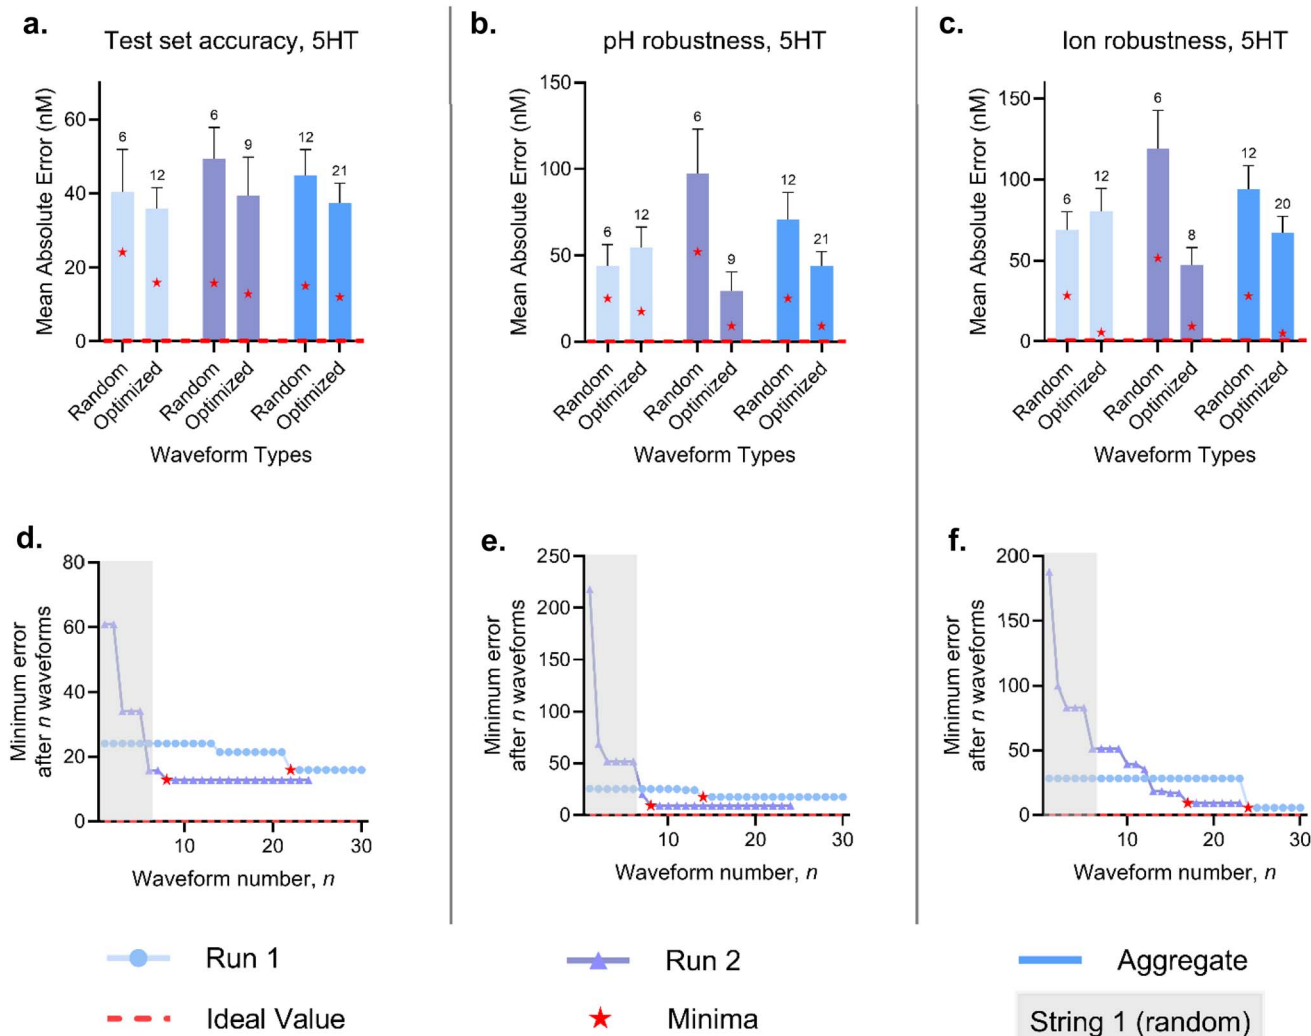 a.
Test set accuracy, 5HT
Mean Absolute Error (nM)
60
40
20
0
6
12
6
9
12
21
Random
Optimized
Random
Optimized
Random
Optimized
Waveform Types
b.
pH robustness, 5HT
Mean Absolute Error (nM)
150
100
50
0
6
12
6
9
12
21
Random
Optimized
Random
Optimized
Random
Optimized
Waveform Types
c.
Ion robustness, 5HT
Mean Absolute Error (nM)
150
100
50
0
6
12
6
8
12
20
Random
Optimized
Random
Optimized
Random
Optimized
Waveform Types
d.
Minimum error
after n waveforms
80
60
40
20
0
10
20
30
Waveform number, n
e.
Minimum error
after n waveforms
250
200
150
100
50
0
10
20
30
Waveform number, n
f.
Minimum error
after n waveforms
200
150
100
50
0
10
20
30
Waveform number, n
Run 1
Run 2
Aggregate
Ideal Value
Minima
String 1 (random)